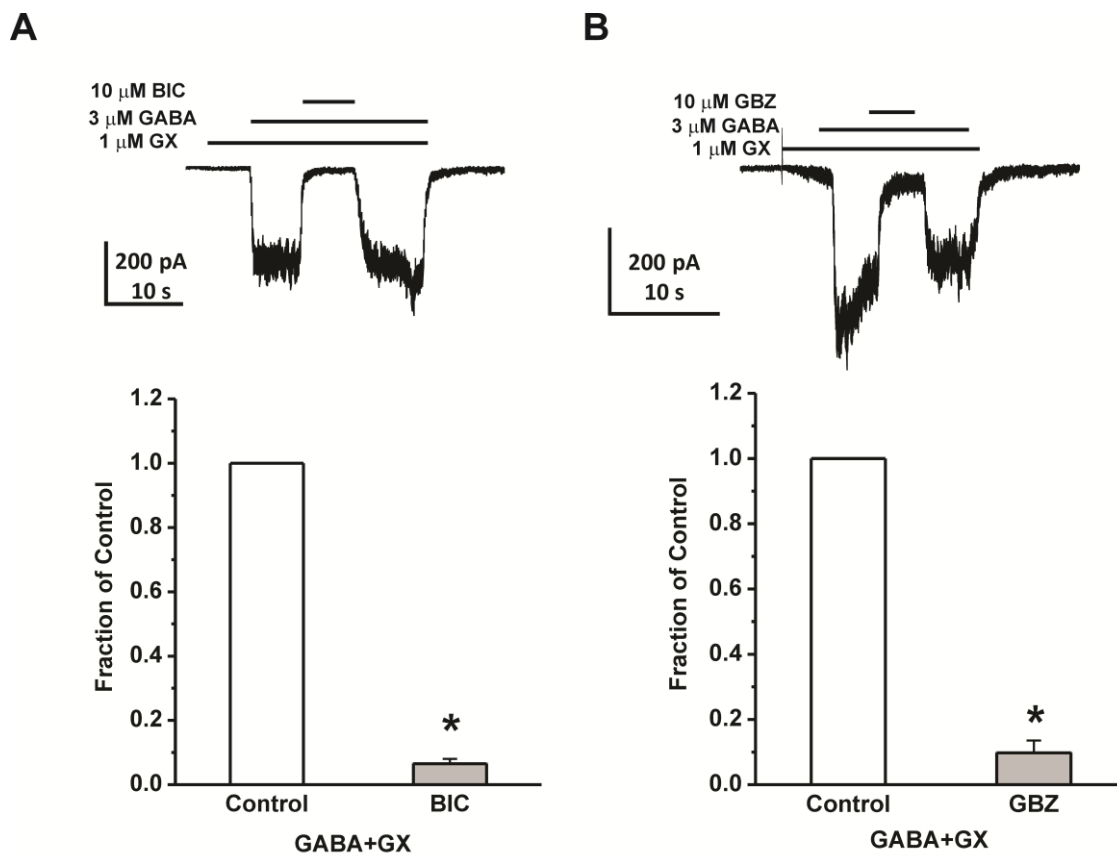 A
10 μM BIC
3 μM GABA
1 μM GX
200 pA
10 s
1.2
1.0
0.8
0.6
0.4
0.2
0.0
Fraction of Control
*
Control BIC
GABA+GX
B
10 μM GBZ
3 μM GABA
1 μM GX
200 pA
10 s
1.2
1.0
0.8
0.6
0.4
0.2
0.0
Fraction of Control
*
Control GBZ
GABA+GX